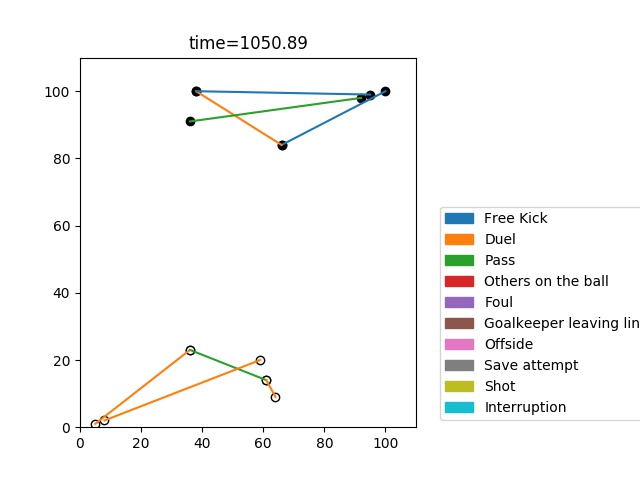 time=1050.89
100
80
60
40
20
0
0 20 40 60 80 100
Free Kick
Duel
Pass
Others on the ball
Foul
Goalkeeper leaving lin
Offside
Save attempt
Shot
Interruption